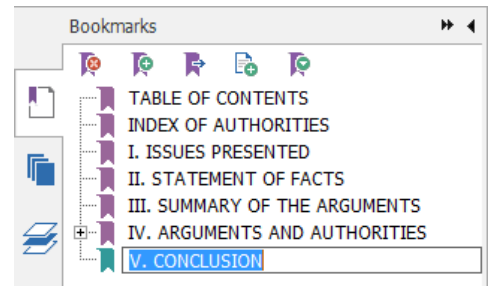 Bookmarks
TABLE OF CONTENTS
INDEX OF AUTHORITIES
I. ISSUES PRESENTED
II. STATEMENT OF FACTS
III. SUMMARY OF THE ARGUMENTS
IV. ARGUMENTS AND AUTHORITIES
V. CONCLUSION